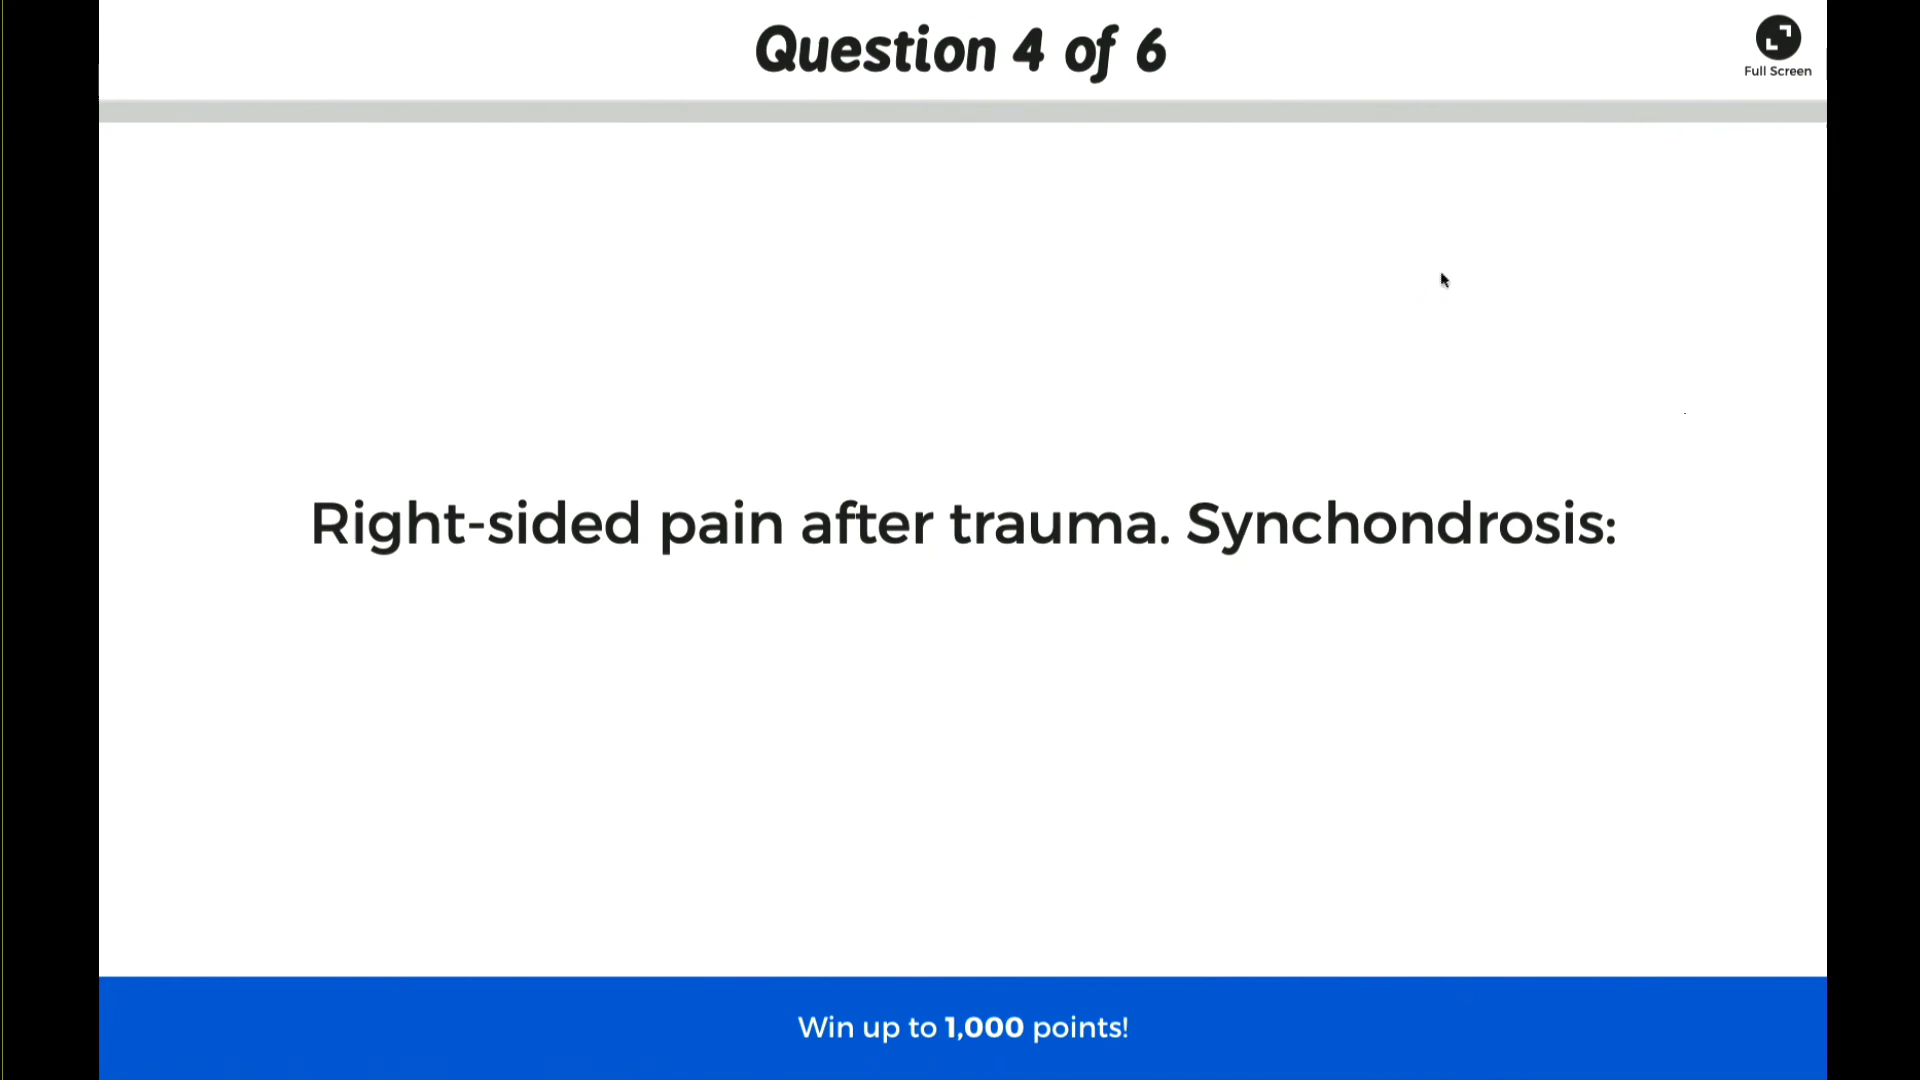 Question 4 of 6
Full Screen
Right-sided pain after trauma. Synchondrosis:
Win up to 1,000 points!